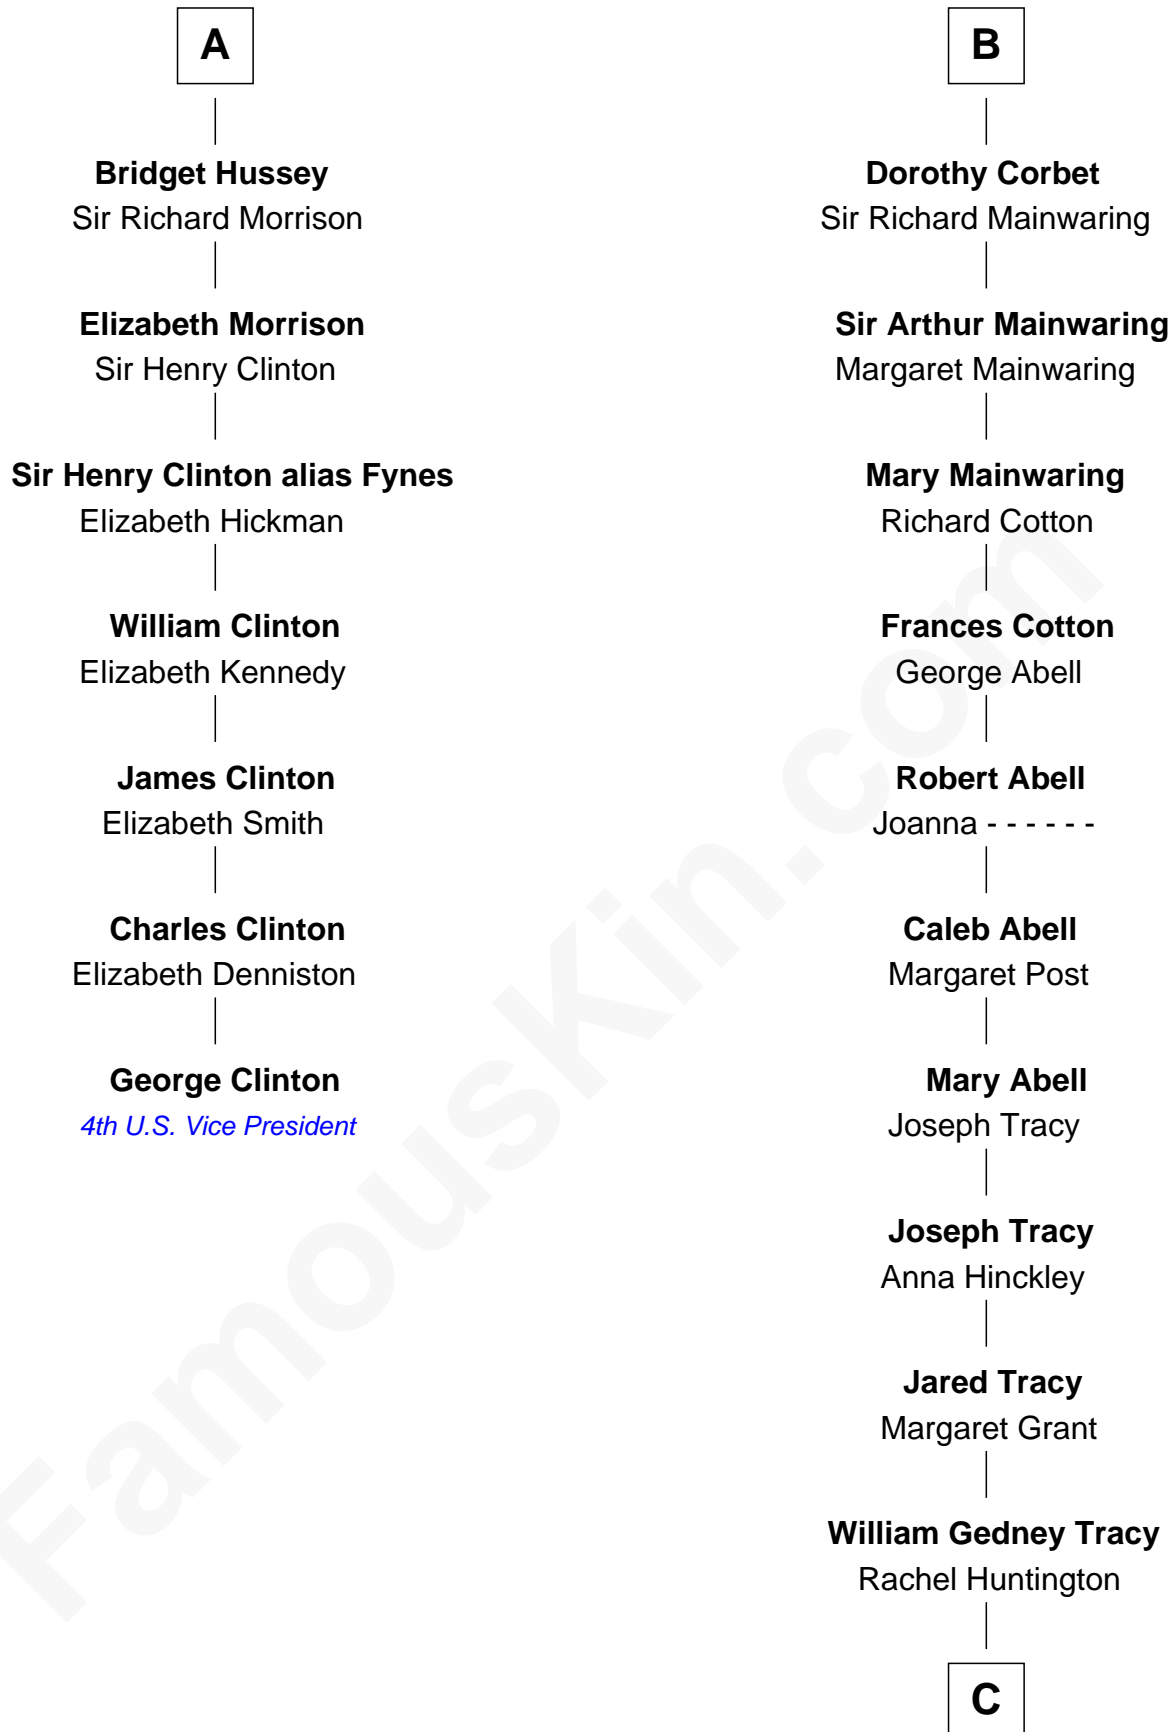 A
Bridget Hussey
Sir Richard Morrison
Elizabeth Morrison
Sir Henry Clinton
Sir Henry Clinton alias Fynes
Elizabeth Hickman
William Clinton
Elizabeth Kennedy
James Clinton
Elizabeth Smith
Charles Clinton
Elizabeth Denniston
George Clinton
4th U.S. Vice President
B
Dorothy Corbet
Sir Richard Mainwaring
Sir Arthur Mainwaring
Margaret Mainwaring
Mary Mainwaring
Richard Cotton
Frances Cotton
George Abell
Robert Abell
Joanna - - - - - -
Caleb Abell
Margaret Post
Mary Abell
Joseph Tracy
Joseph Tracy
Anna Hinckley
Jared Tracy
Margaret Grant
William Gedney Tracy
Rachel Huntington
C
FamousKin.com